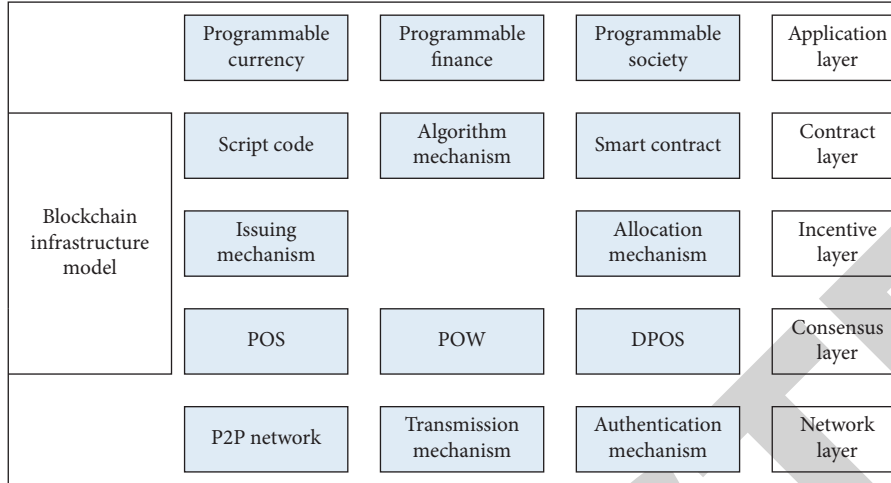 Programmable
currency
Programmable
finance
Programmable
society
Application
layer
Script code
Algorithm
mechanism
Smart contract
Contract
layer
Blockchain
infrastructure
model
Issuing
mechanism
Allocation
mechanism
Incentive
layer
POS
POW
DPOS
Consensus
layer
P2P network
Transmission
mechanism
Authentication
mechanism
Network
layer